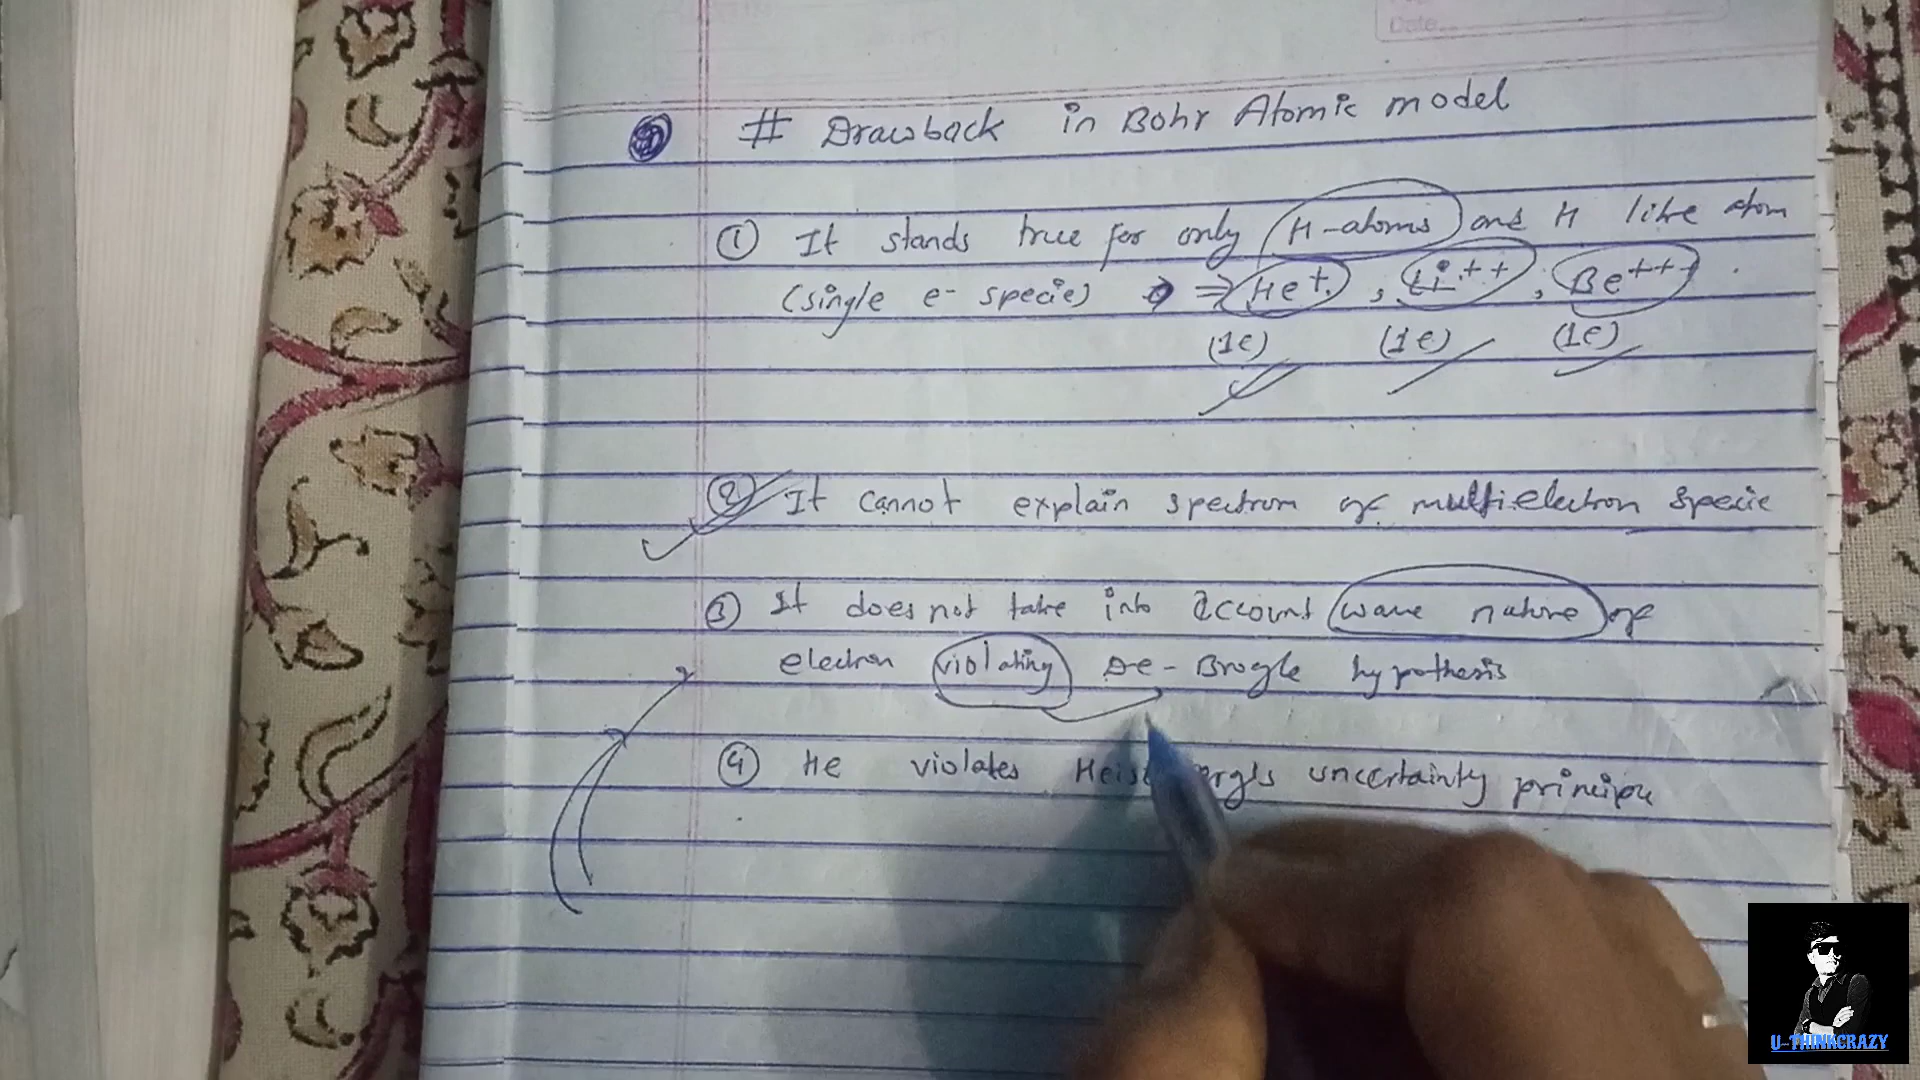 Date
# Drawback in Bohr Atomic model
① It stands true for only H-atoms and H like atom
(single e- specie) ⇒ He+, Li++, Be+++
(1e) (1e) (1e)
② It cannot explain spectrum of multielectron specie
③ It does not take into account wave nature of
electron violating De-Brogle hypothesis
④ He violates uncertainty principle
U-THINKCRAZY